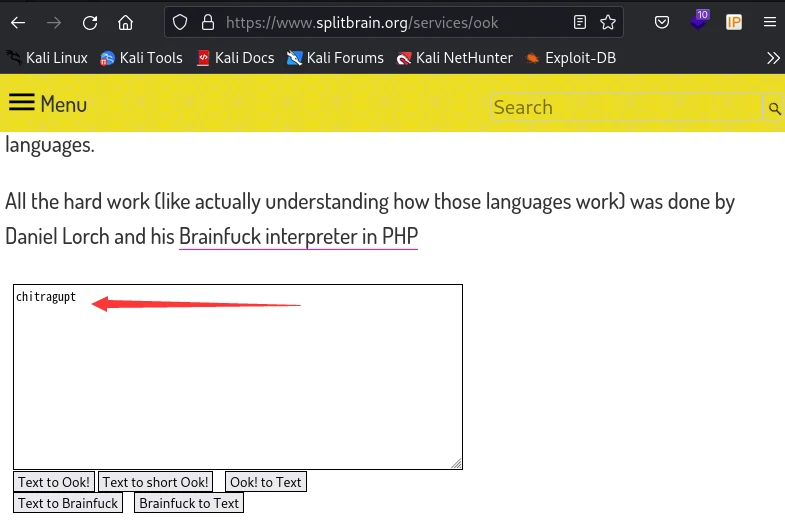 https://www.splitbrain.org/services/ook
10
IP
Kali Linux Kali Tools Kali Docs Kali Forums Kali NetHunter Exploit-DB
Menu
Search
languages.
All the hard work (like actually understanding how those languages work) was done by
Daniel Lorch and his Brainfuck interpreter in PHP
chitragupt
Text to Ook! Text to short Ook! Ook! to Text
Text to Brainfuck Brainfuck to Text